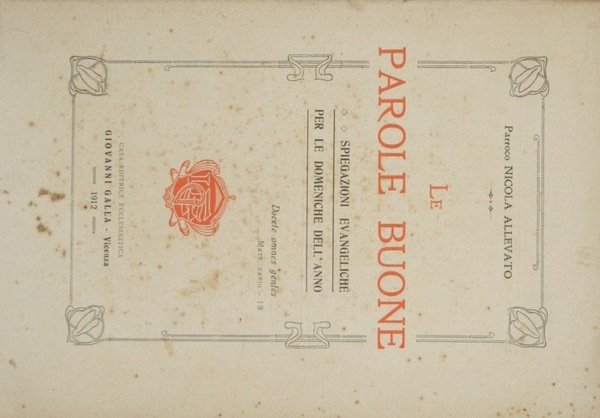 Parroco NICOLA ALLEVATO
LE
PAROLE BUONE
SPIEGAZIONI EVANGELICHE
PER LE DOMENICHE DELL'ANNO
Docete omnes gentes
MATT. XXVIII - 19
CASA EDITRICE ECCLESIASTICA
GIOVANNI GALLA - Vicenza
1912